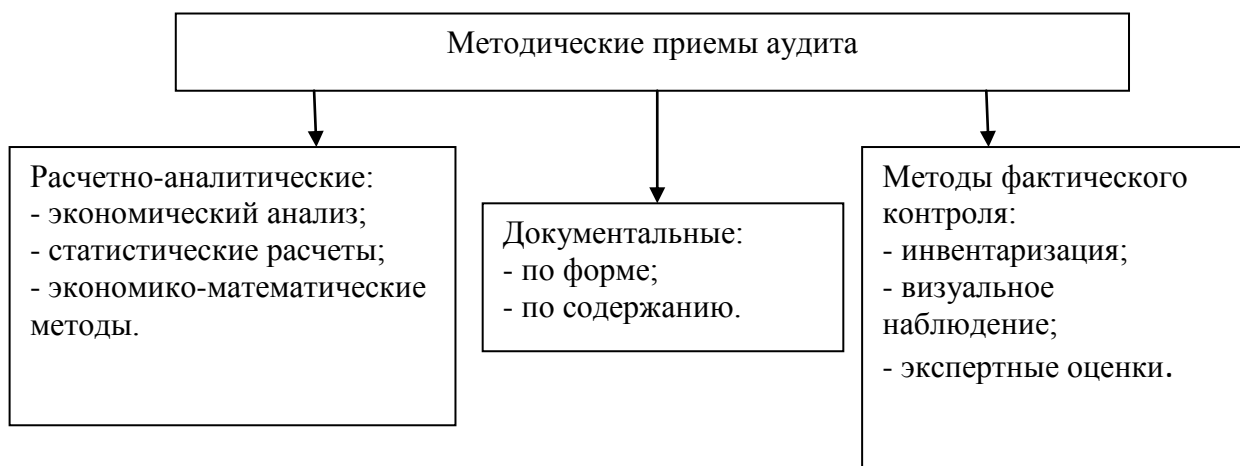 Методические приемы аудита
Расчетно-аналитические:
- экономический анализ;
- статистические расчеты;
- экономико-математические
методы.
Документальные:
- по форме;
- по содержанию.
Методы фактического
контроля:
- инвентаризация;
- визуальное
наблюдение;
- экспертные оценки.